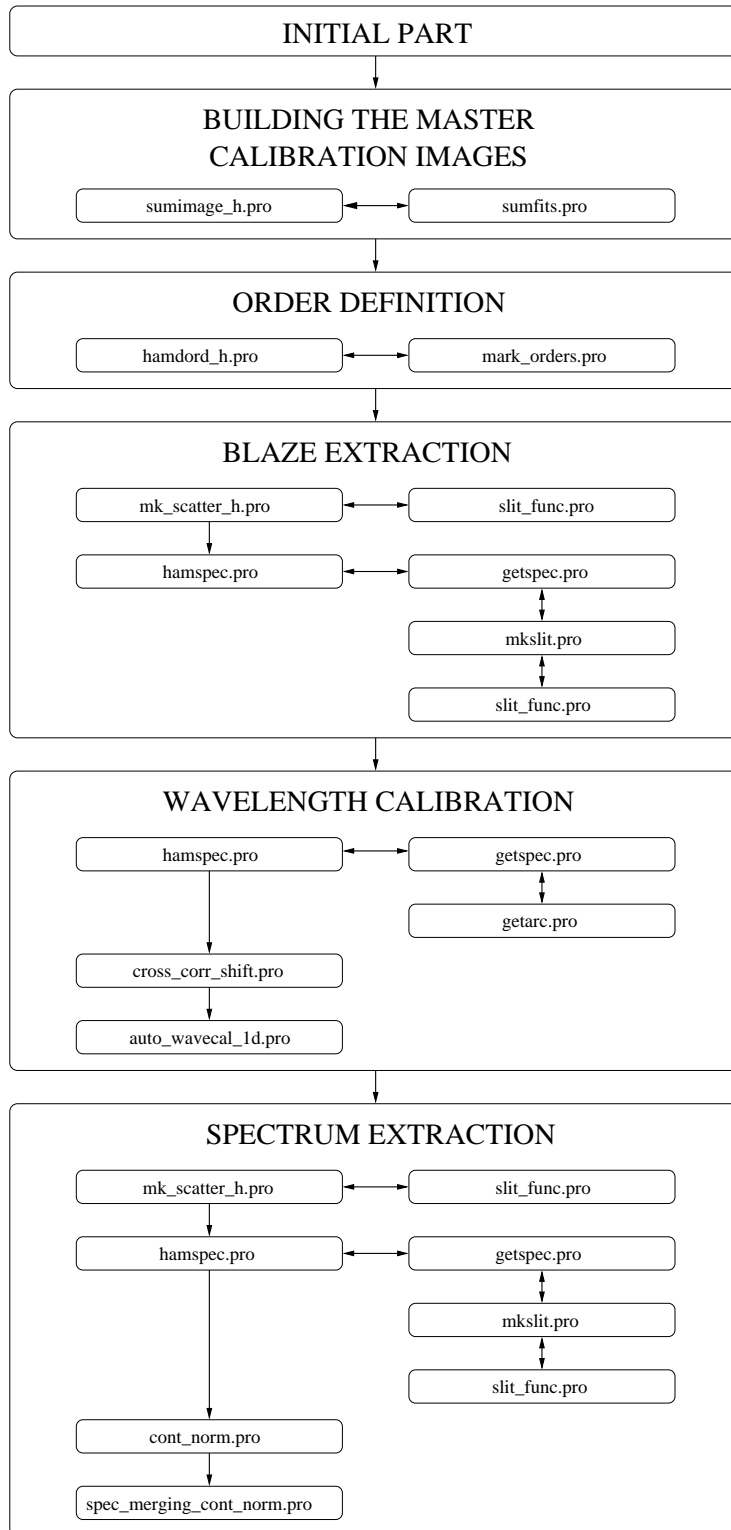 INITIAL PART
BUILDING THE MASTER
CALIBRATION IMAGES
sumimage_h.pro
sumfits.pro
ORDER DEFINITION
hamdord_h.pro
mark_orders.pro
BLAZE EXTRACTION
mk_scatter_h.pro
slit_func.pro
hamspec.pro
getspec.pro
mkslit.pro
slit_func.pro
WAVELENGTH CALIBRATION
hamspec.pro
getspec.pro
getarc.pro
cross_corr_shift.pro
auto_wavecal_1d.pro
SPECTRUM EXTRACTION
mk_scatter_h.pro
slit_func.pro
hamspec.pro
getspec.pro
mkslit.pro
slit_func.pro
cont_norm.pro
spec_merging_cont_norm.pro